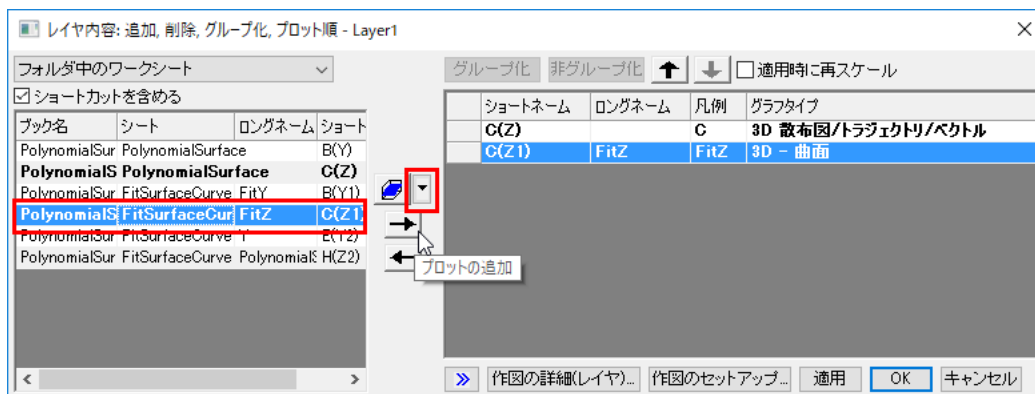 レイヤ内容: 追加, 削除, グループ化, プロット順 - Layer1
フォルダ中のワークシート
グループ化 非グループ化 適用時に再スケール
ショートカットを含める
ブック名 シート ロングネーム ショート
PolynomialSur PolynomialSurface B(Y)
PolynomialS PolynomialSurface C(Z)
PolynomialSur FitSurfaceCurve FitY B(Y1)
PolynomialS FitSurfaceCur FitZ C(Z1
PolynomialSur FitSurfaceCurve Y E(Y2)
PolynomialSur FitSurfaceCurve PolynomialS H(Z2)
ショートネーム ロングネーム 凡例 グラフタイプ
C(Z) C 3D 散布図/トラジェクトリ/ベクトル
C(Z1) FitZ FitZ 3D - 曲面
プロットの追加
作図の詳細(レイヤ)... 作図のセットアップ... 適用 OK キャンセル